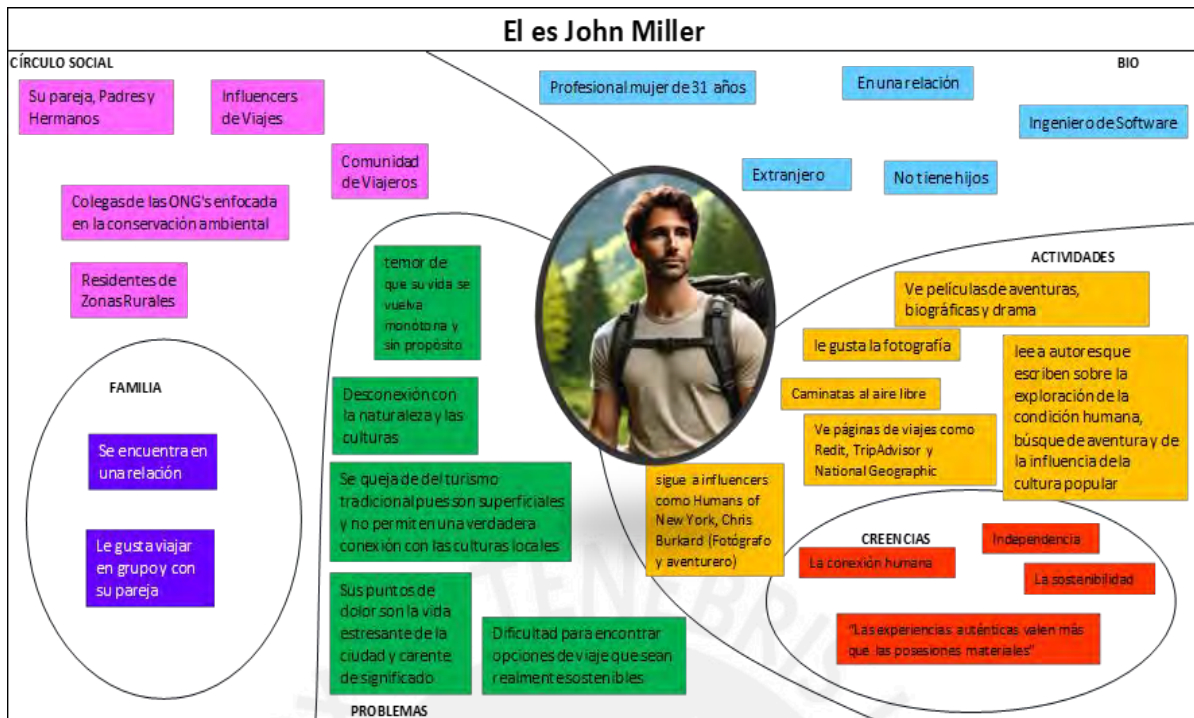 El es John Miller
CÍRCULO SOCIAL
Su pareja, Padres y
Hermanos
Influencers
de Viajes
Comunidad
de Viajeros
Colegas de las ONG's enfocada
en la conservación ambiental
Residentes de
Zonas Rurales
BIO
Profesional mujer de 31 años
En una relación
Ingeniero de Software
Extranjero
No tiene hijos
FAMILIA
Se encuentra en
una relación
Le gusta viajar
en grupo y con
su pareja
temor de
que su vida se
vuelva
monótona y
sin propósito
Desconexión con
la naturaleza y las
culturas
Se queja de del turismo
tradicional pues son superficiales
y no permiten una verdadera
conexión con las culturas locales
Sus puntos de
dolor son la vida
estresante de la
ciudad y carente
de significado
Dificultad para encontrar
opciones de viaje que sean
realmente sostenibles
PROBLEMAS
ACTIVIDADES
Ve películas de aventuras,
biográficas y drama
le gusta la fotografía
lee a autores que
escriben sobre la
exploración de la
condición humana,
búsque de aventura y de
la influencia de la
cultura popular
Caminatas al aire libre
Ve páginas de viajes como
Redit, TripAdvisor y
National Geographic
sigue a influencers
como Humans of
New York, Chris
Burkard (Fotógrafo
y aventurero)
CREENCIAS
Independencia
La conexión humana
La sostenibilidad
"Las experiencias auténticas valen más
que las posesiones materiales"
TENEBRIS